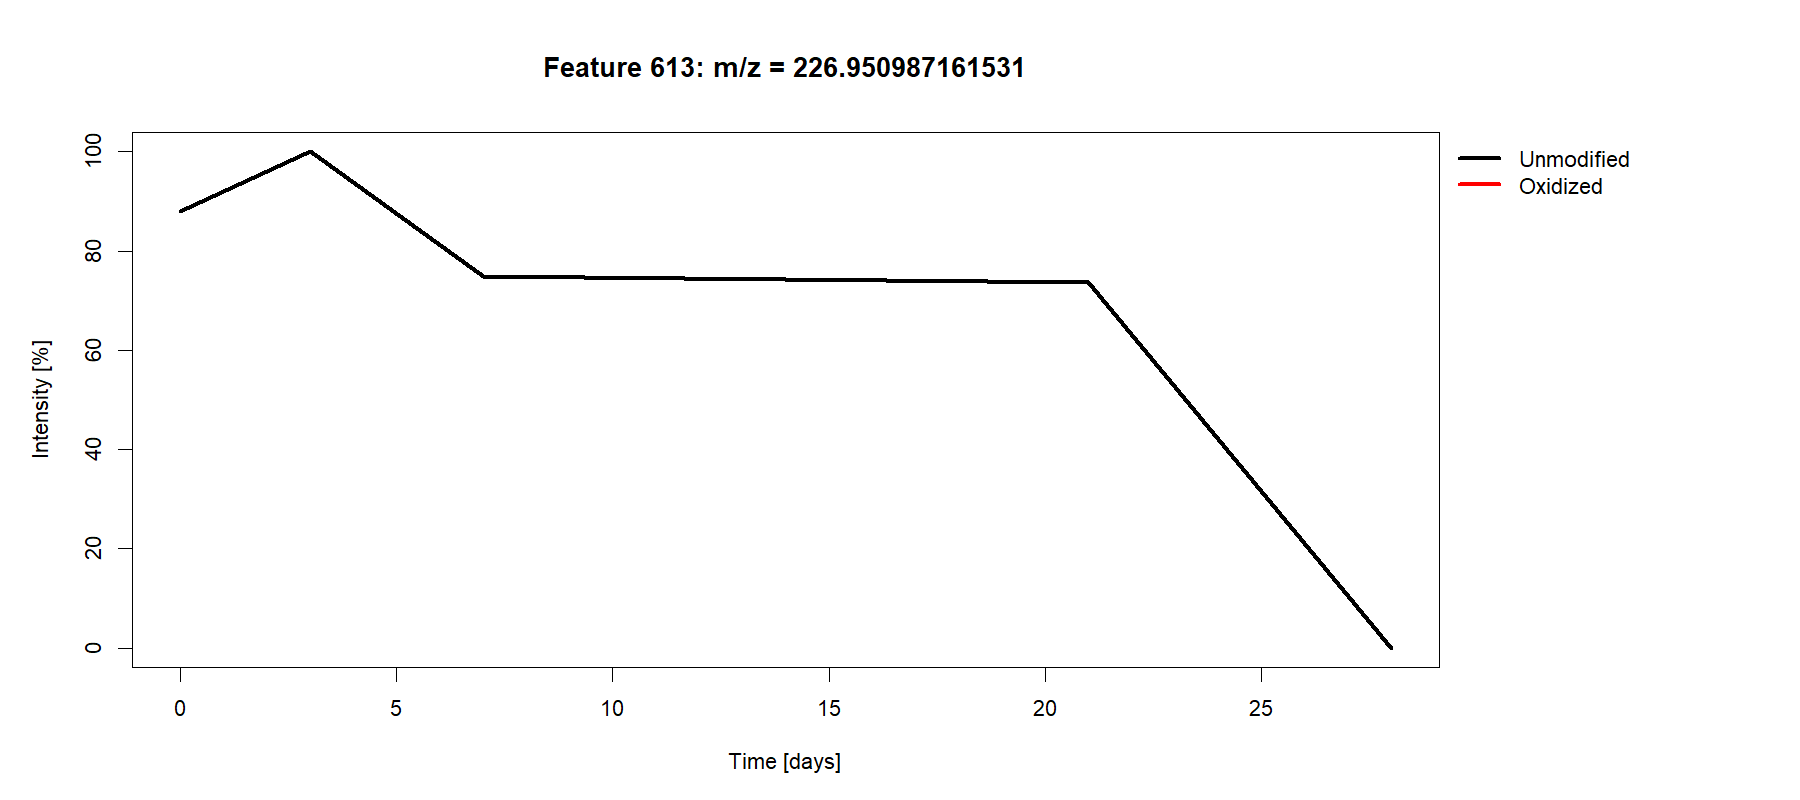 Feature 613: m/z = 226.950987161531
Unmodified
Oxidized
Intensity [%]
100
80
60
40
20
0
0 5 10 15 20 25
Time [days]